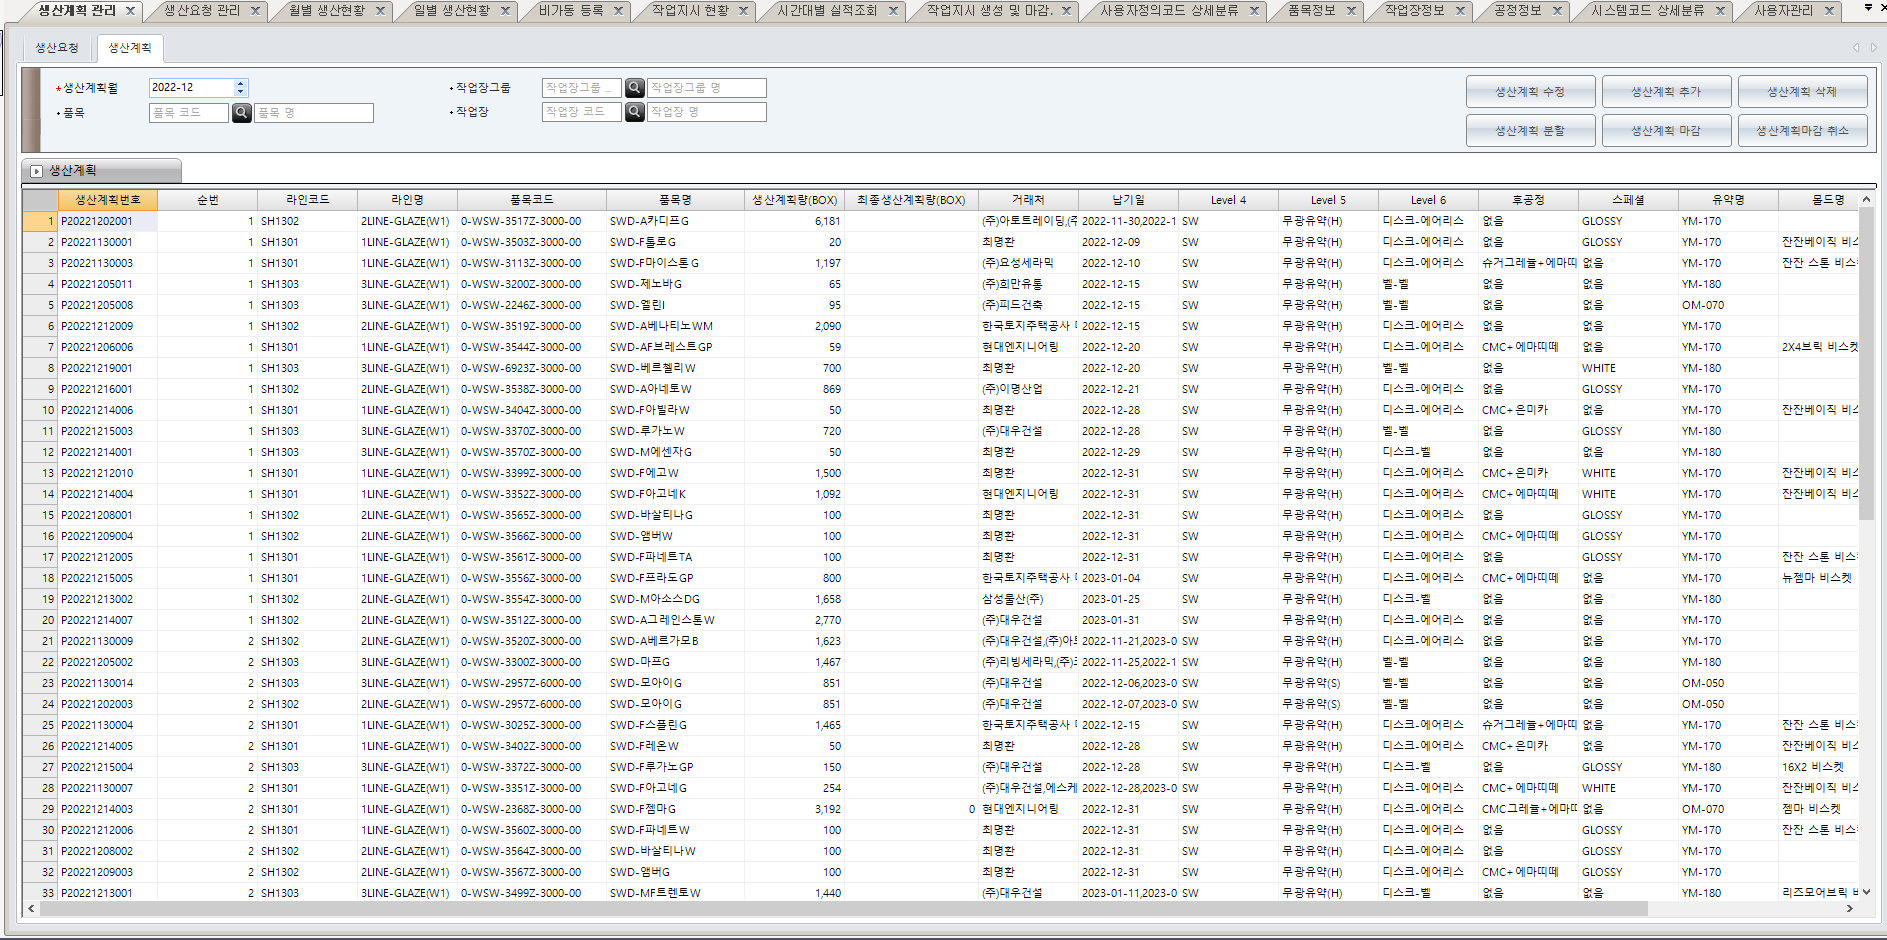 생산계획 관리 생산요청 관리 월별 생산현황 일별 생산현황 비가동 등록 작업지시 현황 시간대별 실적조회 작업지시 생성 및 마감. 사용자정의코드 상세분류 품목정보 작업장정보 공정정보 시스템코드 상세분류 사용자관리
생산요청 생산계획
*생산계획월 2022-12 작업장그룹 작업장그룹 ... 작업장그룹 명 생산계획 수정 생산계획 추가 생산계획 삭제
품목 품목 코드 품목 명 작업장 작업장 코드 작업장 명 생산계획 분할 생산계획 마감 생산계획마감 취소
생산계획
생산계획번호 순번 라인코드 라인명 품목코드 품목명 생산계획량(BOX) 최종생산계획량(BOX) 거래처 납기일 Level 4 Level 5 Level 6 후공정 스페셜 유약명 몰드명
1 P20221202001 1 SH1302 2LINE-GLAZE(W1) 0-WSW-3517Z-3000-00 SWD-A카디프G 6,181 (주)아토트레이딩,(주 2022-11-30,2022-1 SW 무광유약(H) 디스크-에어리스 없음 GLOSSY YM-170
2 P20221130001 1 SH1301 1LINE-GLAZE(W1) 0-WSW-3503Z-3000-00 SWD-F톨로G 20 최명환 2022-12-09 SW 무광유약(H) 디스크-에어리스 없음 GLOSSY YM-170 잔잔베이직 비스
3 P20221130003 1 SH1301 1LINE-GLAZE(W1) 0-WSW-3113Z-3000-00 SWD-F마이스톤G 1,197 (주)요성세라믹 2022-12-10 SW 무광유약(H) 디스크-에어리스 슈거그레뉼+에마띠 없음 YM-170 잔잔 스톤 비스
4 P20221205011 1 SH1303 3LINE-GLAZE(W1) 0-WSW-3200Z-3000-00 SWD-제노바G 65 (주)희만유통 2022-12-15 SW 무광유약(H) 벨-벨 없음 없음 YM-180
5 P20221205008 1 SH1303 3LINE-GLAZE(W1) 0-WSW-2246Z-3000-00 SWD-엘린I 95 (주)피드건축 2022-12-15 SW 무광유약(H) 벨-벨 없음 없음 OM-070
6 P20221212009 1 SH1302 2LINE-GLAZE(W1) 0-WSW-3519Z-3000-00 SWD-A베나티노WM 2,090 한국토지주택공사 2022-12-15 SW 무광유약(H) 디스크-에어리스 없음 없음 YM-170
7 P20221206006 1 SH1301 1LINE-GLAZE(W1) 0-WSW-3544Z-3000-00 SWD-AF브레스트GP 59 현대엔지니어링 2022-12-20 SW 무광유약(H) 디스크-에어리스 CMC+에마띠떼 없음 YM-170 2X4브릭 비스켓
8 P20221219001 1 SH1303 3LINE-GLAZE(W1) 0-WSW-6923Z-3000-00 SWD-베르첼리W 700 최명환 2022-12-20 SW 무광유약(H) 벨-벨 없음 WHITE YM-180
9 P20221216001 1 SH1302 2LINE-GLAZE(W1) 0-WSW-3538Z-3000-00 SWD-A아네토W 869 (주)이명산업 2022-12-21 SW 무광유약(H) 디스크-에어리스 없음 GLOSSY YM-170
10 P20221214006 1 SH1301 1LINE-GLAZE(W1) 0-WSW-3404Z-3000-00 SWD-F아빌라W 50 최명환 2022-12-28 SW 무광유약(H) 디스크-에어리스 CMC+은미카 없음 YM-170 잔잔베이직 비스
11 P20221215003 1 SH1303 3LINE-GLAZE(W1) 0-WSW-3370Z-3000-00 SWD-루가노W 720 (주)대우건설 2022-12-28 SW 무광유약(H) 벨-벨 없음 GLOSSY YM-180
12 P20221214001 1 SH1303 3LINE-GLAZE(W1) 0-WSW-3570Z-3000-00 SWD-M에센자G 50 최명환 2022-12-29 SW 무광유약(H) 디스크-벨 없음 없음 YM-180
13 P20221212010 1 SH1301 1LINE-GLAZE(W1) 0-WSW-3399Z-3000-00 SWD-F에고W 1,500 최명환 2022-12-31 SW 무광유약(H) 디스크-에어리스 CMC+은미카 WHITE YM-170 잔잔베이직 비스
14 P20221214004 1 SH1301 1LINE-GLAZE(W1) 0-WSW-3352Z-3000-00 SWD-F아고네K 1,092 현대엔지니어링 2022-12-31 SW 무광유약(H) 디스크-에어리스 CMC+에마띠떼 WHITE YM-170 잔잔베이직 비스
15 P20221208001 1 SH1302 2LINE-GLAZE(W1) 0-WSW-3565Z-3000-00 SWD-바살티나G 100 최명환 2022-12-31 SW 무광유약(H) 디스크-에어리스 없음 GLOSSY YM-170
16 P20221209004 1 SH1302 2LINE-GLAZE(W1) 0-WSW-3566Z-3000-00 SWD-앰버W 100 최명환 2022-12-31 SW 무광유약(H) 디스크-에어리스 CMC+에마띠떼 GLOSSY YM-170
17 P20221212005 1 SH1301 1LINE-GLAZE(W1) 0-WSW-3561Z-3000-00 SWD-F파네트TA 100 최명환 2022-12-31 SW 무광유약(H) 디스크-에어리스 없음 GLOSSY YM-170 잔잔 스톤 비스
18 P20221215005 1 SH1301 1LINE-GLAZE(W1) 0-WSW-3556Z-3000-00 SWD-F프라도GP 800 한국토지주택공사 2023-01-04 SW 무광유약(H) 디스크-에어리스 CMC+에마띠떼 없음 YM-170 뉴젬마 비스켓
19 P20221213002 1 SH1302 2LINE-GLAZE(W1) 0-WSW-3554Z-3000-00 SWD-M아소스DG 1,658 삼성물산(주) 2023-01-25 SW 무광유약(H) 디스크-벨 없음 없음 YM-180
20 P20221214007 1 SH1302 2LINE-GLAZE(W1) 0-WSW-3512Z-3000-00 SWD-A그레인스톤W 2,770 (주)대우건설 2023-01-31 SW 무광유약(H) 디스크-에어리스 없음 없음 YM-170
21 P20221130009 2 SH1302 2LINE-GLAZE(W1) 0-WSW-3520Z-3000-00 SWD-A베르가모B 1,623 (주)대우건설,(주)아토 2022-11-21,2023-0 SW 무광유약(H) 디스크-에어리스 없음 없음 YM-170
22 P20221205002 2 SH1303 3LINE-GLAZE(W1) 0-WSW-3300Z-3000-00 SWD-마프G 1,467 (주)리빙세라믹,(주) 2022-11-25,2022-1 SW 무광유약(H) 벨-벨 없음 없음 YM-180
23 P20221130014 2 SH1303 3LINE-GLAZE(W1) 0-WSW-2957Z-6000-00 SWD-모아이G 851 (주)대우건설 2022-12-06,2023-0 SW 무광유약(S) 벨-벨 없음 없음 OM-050
24 P20221202003 2 SH1303 3LINE-GLAZE(W1) 0-WSW-2957Z-6000-00 SWD-모아이G 851 (주)대우건설 2022-12-07,2023-0 SW 무광유약(S) 벨-벨 없음 없음 OM-050
25 P20221130004 2 SH1301 1LINE-GLAZE(W1) 0-WSW-3025Z-3000-00 SWD-F스플린G 1,465 한국토지주택공사 2022-12-15 SW 무광유약(H) 디스크-에어리스 슈거그레뉼+에마띠 없음 YM-170 잔잔 스톤 비스
26 P20221214005 2 SH1301 1LINE-GLAZE(W1) 0-WSW-3402Z-3000-00 SWD-F레온W 50 최명환 2022-12-28 SW 무광유약(H) 디스크-에어리스 CMC+은미카 없음 YM-170 잔잔베이직 비스
27 P20221215004 2 SH1303 3LINE-GLAZE(W1) 0-WSW-3372Z-3000-00 SWD-F루가노GP 150 (주)대우건설 2022-12-28 SW 무광유약(H) 디스크-벨 없음 GLOSSY YM-180 16X2 비스켓
28 P20221130007 2 SH1301 1LINE-GLAZE(W1) 0-WSW-3351Z-3000-00 SWD-F아고네G 254 (주)대우건설,에스케 2022-12-28,2023-0 SW 무광유약(H) 디스크-에어리스 CMC+에마띠떼 WHITE YM-170 잔잔베이직 비스
29 P20221214003 2 SH1301 1LINE-GLAZE(W1) 0-WSW-2368Z-3000-00 SWD-F젬마G 3,192 0 현대엔지니어링 2022-12-31 SW 무광유약(H) 디스크-에어리스 CMC그레뉼+에마띠 없음 OM-070 젬마 비스켓
30 P20221212006 2 SH1301 1LINE-GLAZE(W1) 0-WSW-3560Z-3000-00 SWD-F파네트W 100 최명환 2022-12-31 SW 무광유약(H) 디스크-에어리스 없음 GLOSSY YM-170 잔잔 스톤 비스
31 P20221208002 2 SH1302 2LINE-GLAZE(W1) 0-WSW-3564Z-3000-00 SWD-바살티나W 100 최명환 2022-12-31 SW 무광유약(H) 디스크-에어리스 없음 GLOSSY YM-170
32 P20221209003 2 SH1302 2LINE-GLAZE(W1) 0-WSW-3567Z-3000-00 SWD-앰버G 100 최명환 2022-12-31 SW 무광유약(H) 디스크-에어리스 CMC+에마띠떼 GLOSSY YM-170
33 P20221213001 2 SH1303 3LINE-GLAZE(W1) 0-WSW-3499Z-3000-00 SWD-MF트렌토W 1,440 (주)대우건설 2023-01-11,2023-0 SW 무광유약(H) 디스크-벨 없음 없음 YM-180 리즈모어브릭